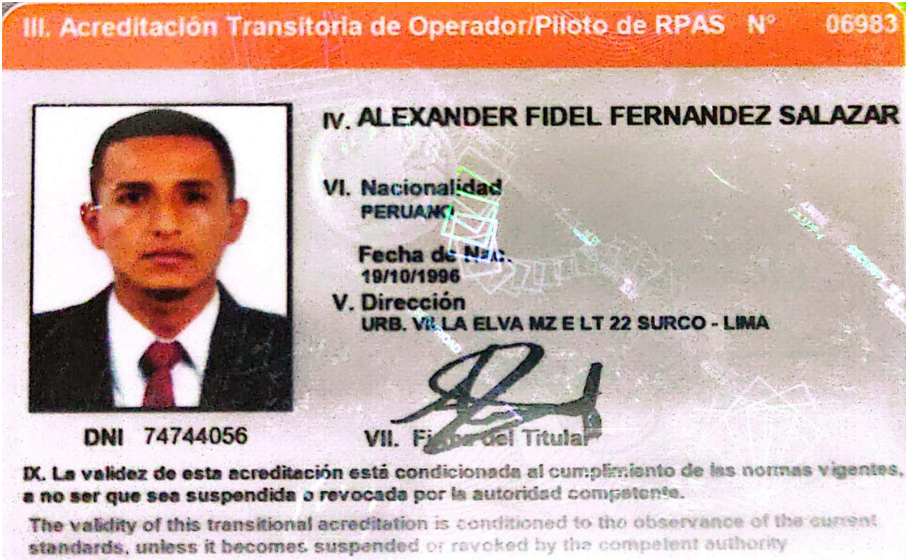 III. Acreditación Transitoria de Operador/Piloto de RPAS Nº 06983
IV. ALEXANDER FIDEL FERNANDEZ SALAZAR
VI. Nacionalidad
PERUANO
Fecha de Nac.
19/10/1996
V. Dirección
URB. VILLA ELVA MZ E LT 22 SURCO - LIMA
DNI 74744056
VII. Firma del Titular
IX. La validez de esta acreditación está condicionada al cumplimiento de las normas vigentes,
a no ser que sea suspendida o revocada por la autoridad competente.
The validity of this transitional acreditation is conditioned to the observance of the current
standards, unless it becomes suspended or revoked by the competent authority